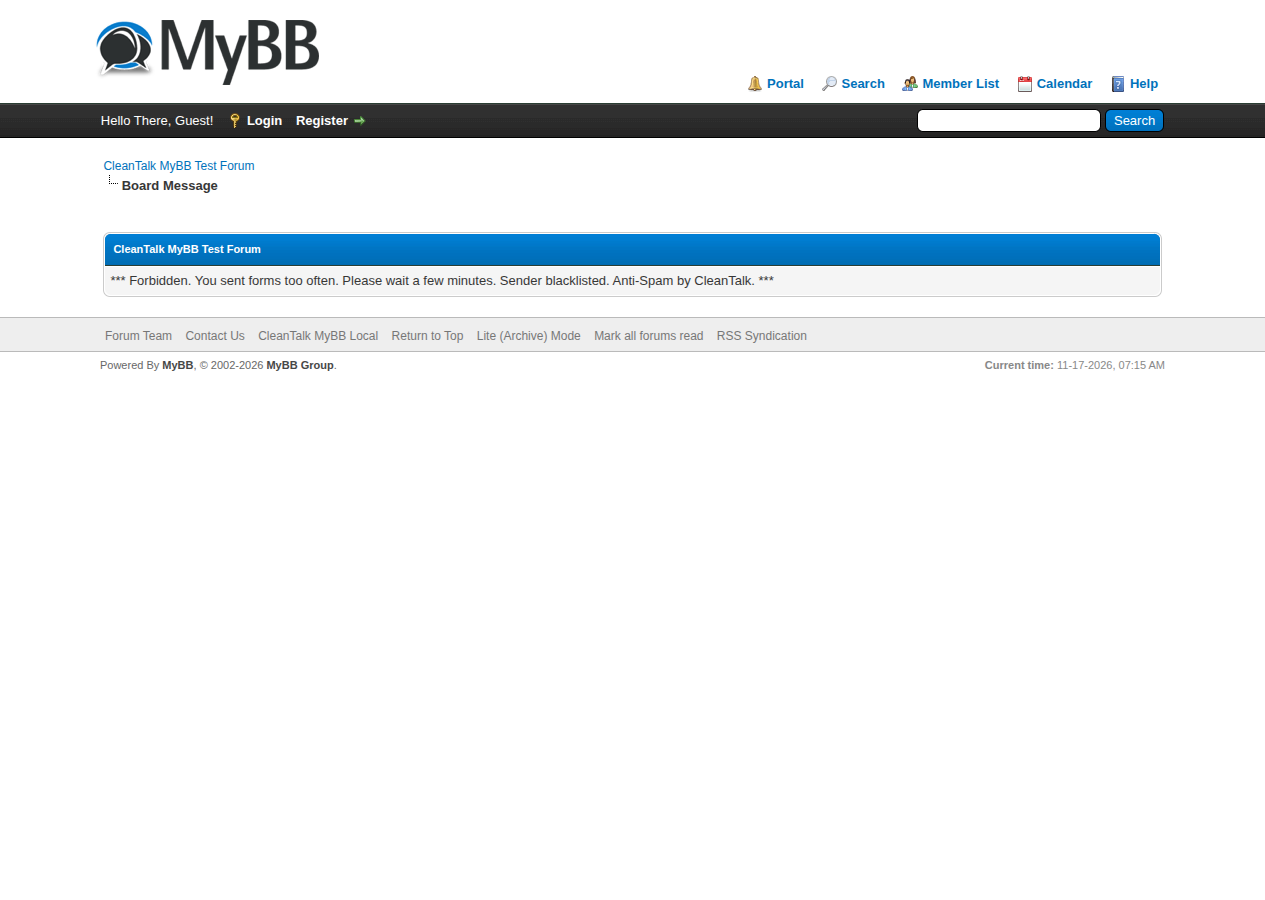 MyBB
Portal Search Member List Calendar Help
Hello There, Guest! Login Register Search
CleanTalk MyBB Test Forum
Board Message
CleanTalk MyBB Test Forum
*** Forbidden. You sent forms too often. Please wait a few minutes. Sender blacklisted. Anti-Spam by CleanTalk. ***
Forum Team Contact Us CleanTalk MyBB Local Return to Top Lite (Archive) Mode Mark all forums read RSS Syndication
Powered By MyBB, © 2002-2026 MyBB Group. Current time: 11-17-2026, 07:15 AM